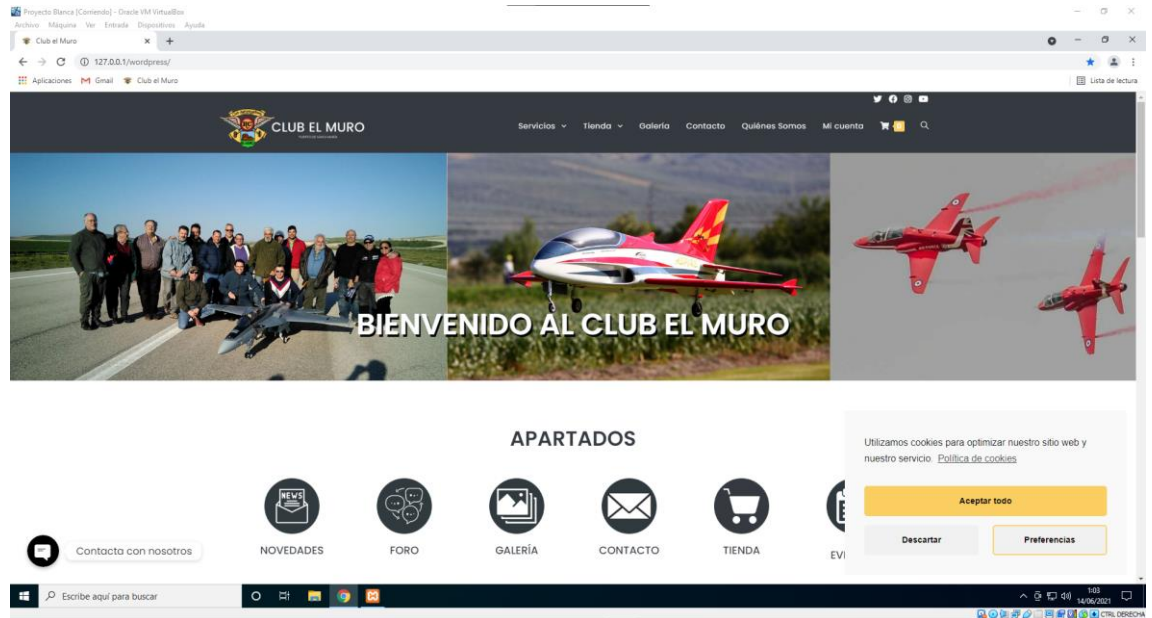 Proyecto Blanca [Corriendo] - Oracle VM VirtualBox
Archivo Máquina Ver Entrada Dispositivos Ayuda
Club el Muro
127.0.0.1/wordpress/
Aplicaciones Gmail Club el Muro Lista de lectura
CLUB EL MURO
Servicios Tienda Galería Contacto Quiénes Somos Mi cuenta
BIENVENIDO AL CLUB EL MURO
APARTADOS
Utilizamos cookies para optimizar nuestro sitio web y
nuestro servicio. Política de cookies
Aceptar todo
Descartar Preferencias
NEWS
NOVEDADES FORO GALERÍA CONTACTO TIENDA EV
Contacta con nosotros
Escribe aquí para buscar
1:03
14/06/2021
CTRL DERECHA